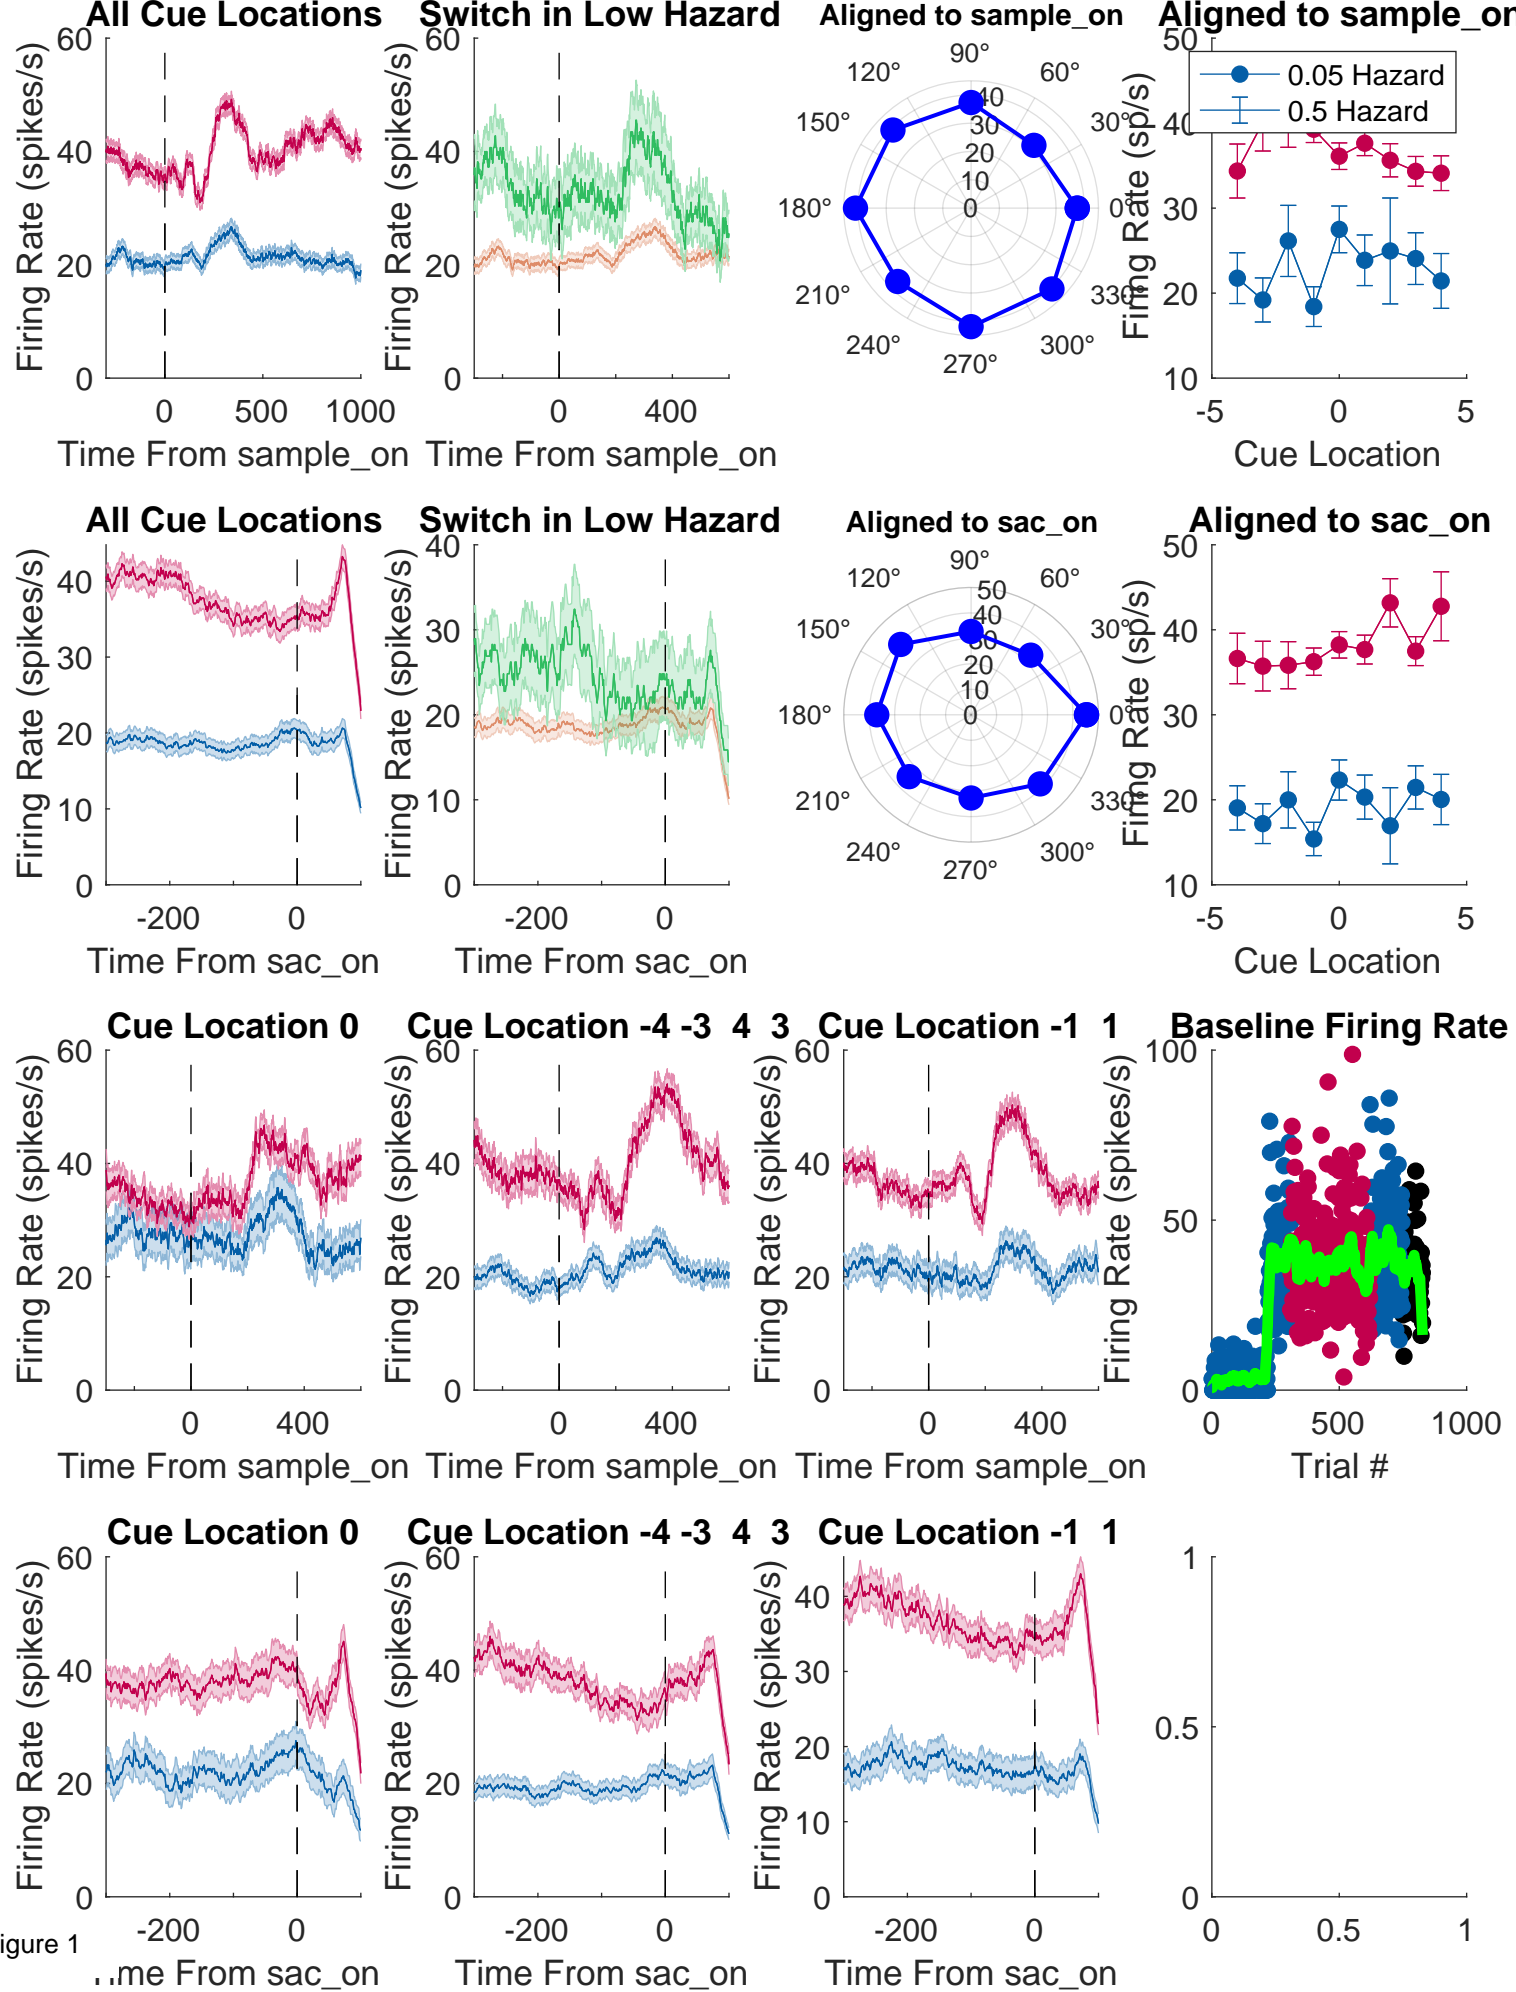 All Cue Locations
Firing Rate (spikes/s)
60
40
20
0
0 500 1000
Time From sample_on
Switch in Low Hazard
Firing Rate (spikes/s)
60
40
20
0
0 400
Time From sample_on
Aligned to sample_on
90°
120° 60°
150° 30°
180° 0°
210° 330°
240° 300°
270°
40
30
20
10
0
Aligned to sample_on
Firing Rate (sp/s)
50
40
30
20
10
0.05 Hazard
0.5 Hazard
-5 0 5
Cue Location
All Cue Locations
Firing Rate (spikes/s)
40
30
20
10
0
-200 0
Time From sac_on
Switch in Low Hazard
Firing Rate (spikes/s)
40
30
20
10
0
-200 0
Time From sac_on
Aligned to sac_on
90°
120° 60°
150° 30°
180° 0°
210° 330°
240° 300°
270°
50
40
30
20
10
0
Aligned to sac_on
Firing Rate (sp/s)
50
40
30
20
10
-5 0 5
Cue Location
Cue Location 0
Firing Rate (spikes/s)
60
40
20
0
0 400
Time From sample_on
Cue Location -4 -3 4 3
Firing Rate (spikes/s)
60
40
20
0
0 400
Time From sample_on
Cue Location -1 1
Firing Rate (spikes/s)
60
40
20
0
0 400
Time From sample_on
Baseline Firing Rate
Firing Rate (spikes/s)
100
50
0
0 500 1000
Trial #
Cue Location 0
Firing Rate (spikes/s)
60
40
20
0
-200 0
Time From sac_on
Cue Location -4 -3 4 3
Firing Rate (spikes/s)
60
40
20
0
-200 0
Time From sac_on
Cue Location -1 1
Firing Rate (spikes/s)
40
30
20
10
0
-200 0
Time From sac_on
1
0.5
0
0 0.5 1
igure 1